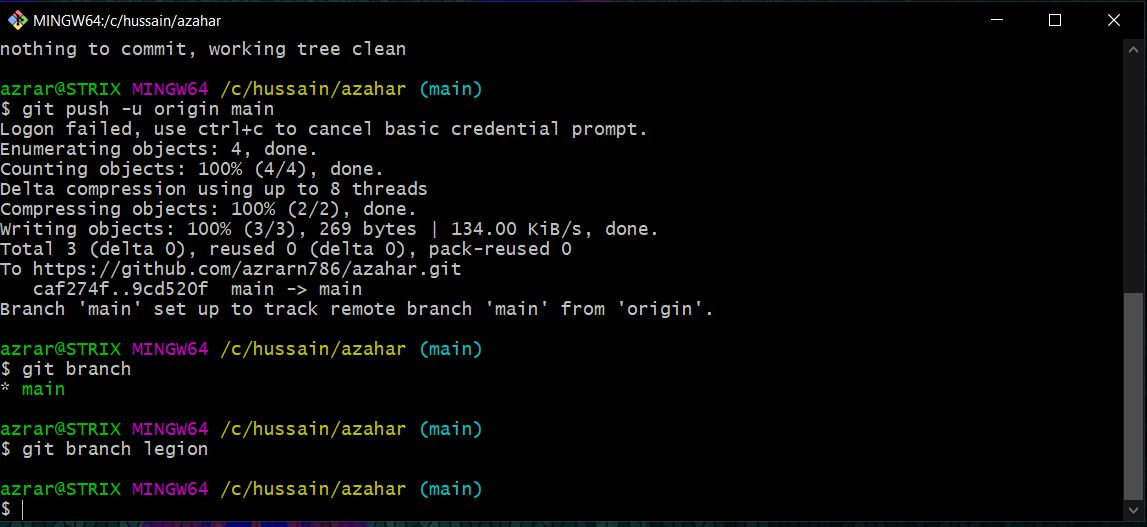 MINGW64:/c/hussain/azahar
nothing to commit, working tree clean
azrar@STRIX MINGW64 /c/hussain/azahar (main)
$ git push -u origin main
Logon failed, use ctrl+c to cancel basic credential prompt.
Enumerating objects: 4, done.
Counting objects: 100% (4/4), done.
Delta compression using up to 8 threads
Compressing objects: 100% (2/2), done.
Writing objects: 100% (3/3), 269 bytes | 134.00 KiB/s, done.
Total 3 (delta 0), reused 0 (delta 0), pack-reused 0
To https://github.com/azrarn786/azahar.git
   caf274f..9cd520f  main -> main
Branch 'main' set up to track remote branch 'main' from 'origin'.
azrar@STRIX MINGW64 /c/hussain/azahar (main)
$ git branch
* main
azrar@STRIX MINGW64 /c/hussain/azahar (main)
$ git branch legion
azrar@STRIX MINGW64 /c/hussain/azahar (main)
$